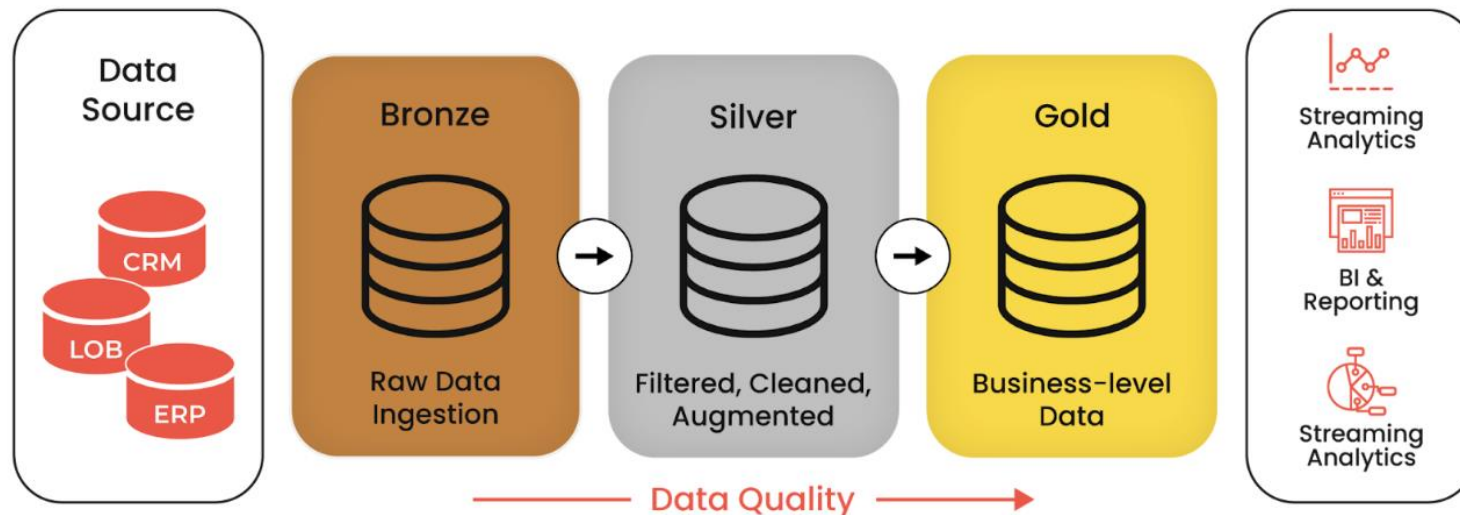 Data
Source
CRM
LOB
ERP
Bronze
Raw Data
Ingestion
Silver
Filtered, Cleaned,
Augmented
Gold
Business-level
Data
Data Quality
Streaming
Analytics
BI &
Reporting
Streaming
Analytics